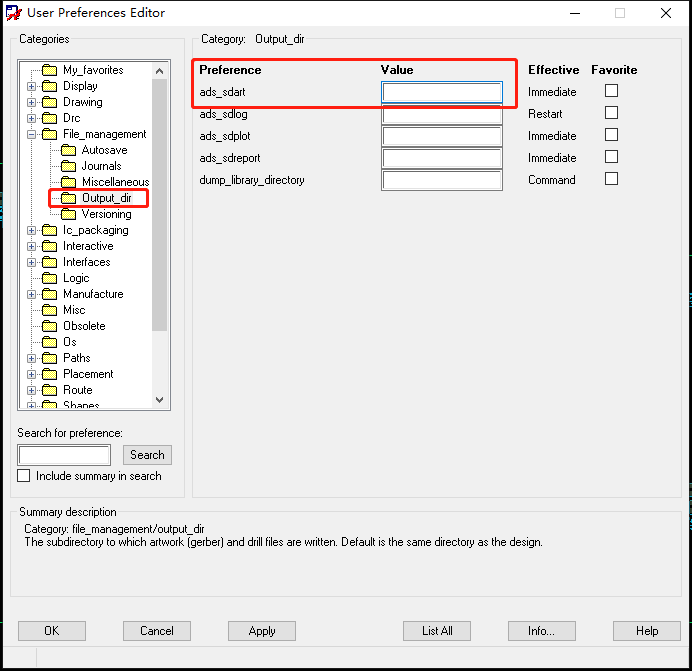 User Preferences Editor
Categories
My_favorites
Display
Drawing
Drc
File_management
Autosave
Journals
Miscellaneous
Output_dir
Versioning
Ic_packaging
Interactive
Interfaces
Logic
Manufacture
Misc
Obsolete
Os
Paths
Placement
Route
Shapes
Search for preference:
Search
Include summary in search
Category: Output_dir
Preference Value Effective Favorite
ads_sdart Immediate
ads_sdlog Restart
ads_sdplot Immediate
ads_sdreport Immediate
dump_library_directory Command
Summary description
Category: file_management/output_dir
The subdirectory to which artwork (gerber) and drill files are written. Default is the same directory as the design.
OK Cancel Apply List All Info... Help